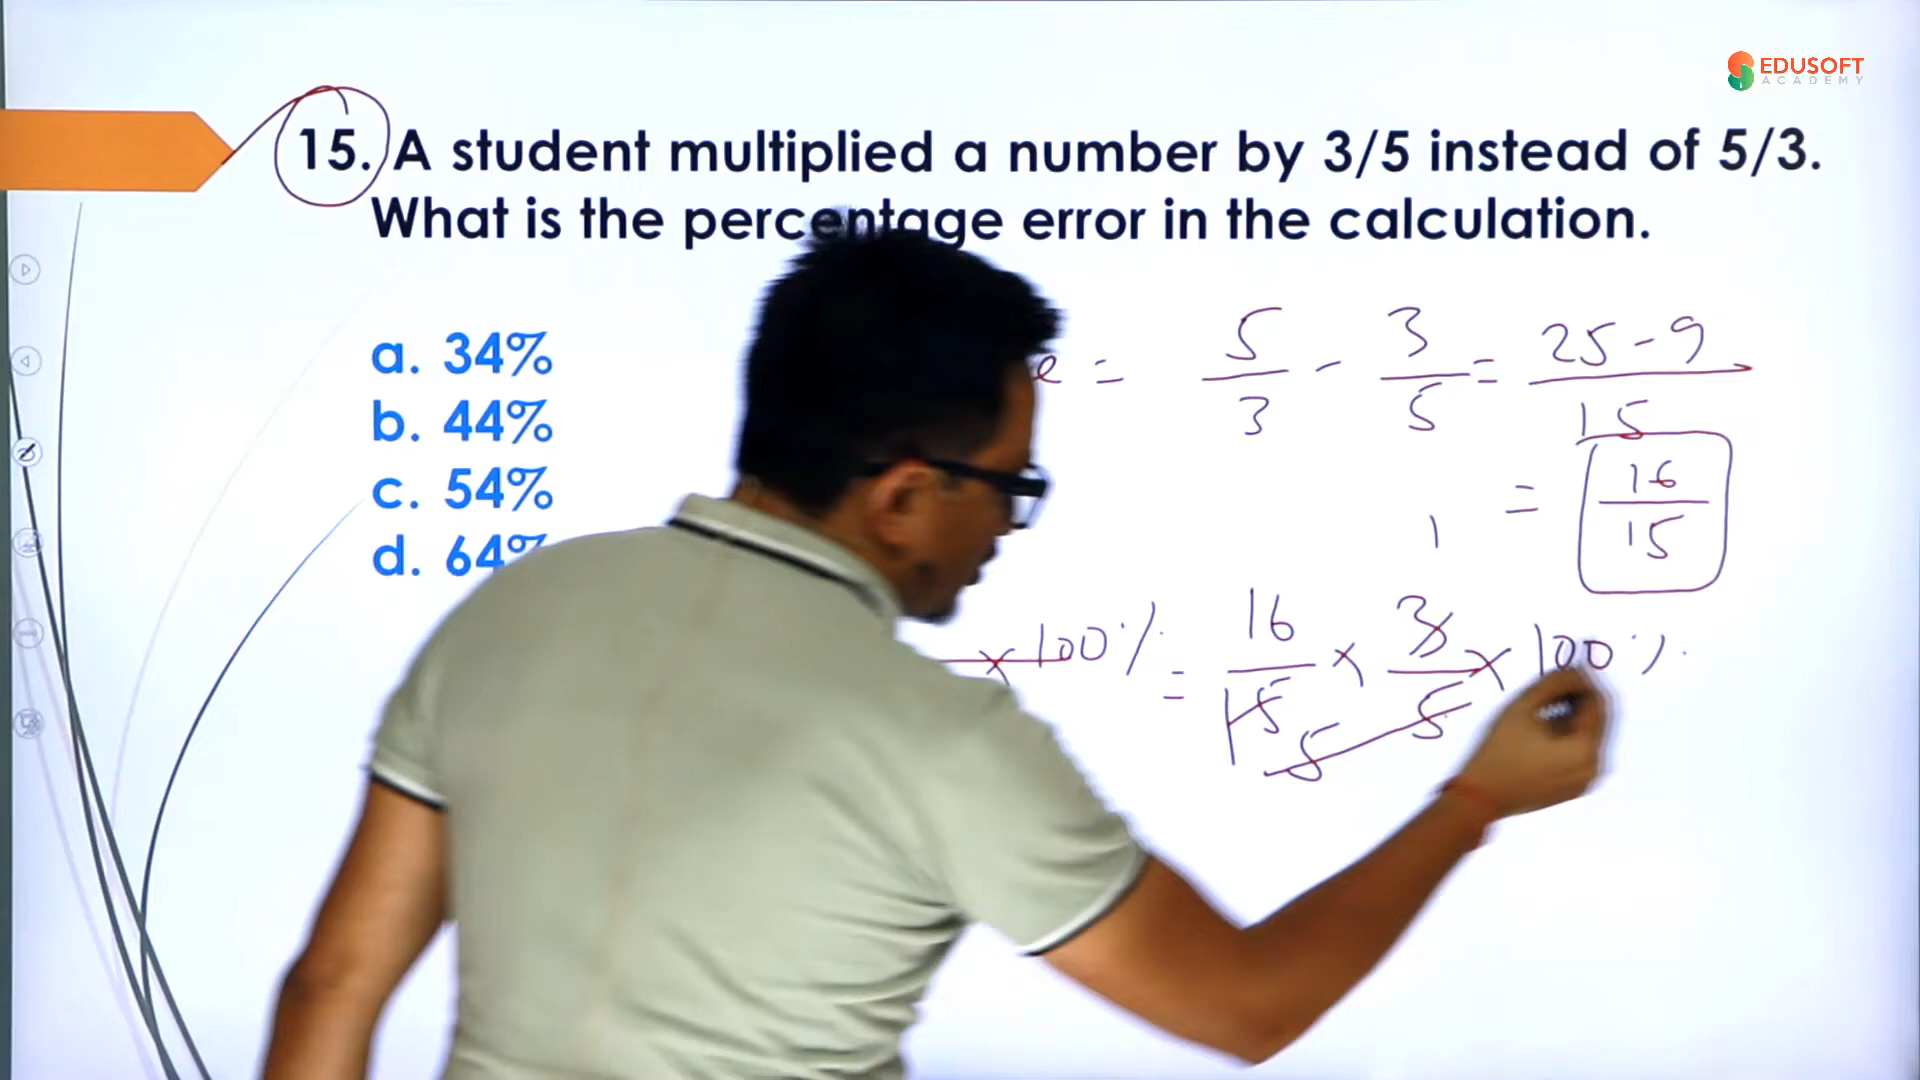 EDUSOFT
ACADEMY
15. A student multiplied a number by 3/5 instead of 5/3.
What is the percentage error in the calculation.
a. 34%
b. 44%
c. 54%
d. 64%
e = 5/3 - 3/5 = 25-9/15
= 16/15
1
× 100% = 16/15 × 3/5 × 100%
5